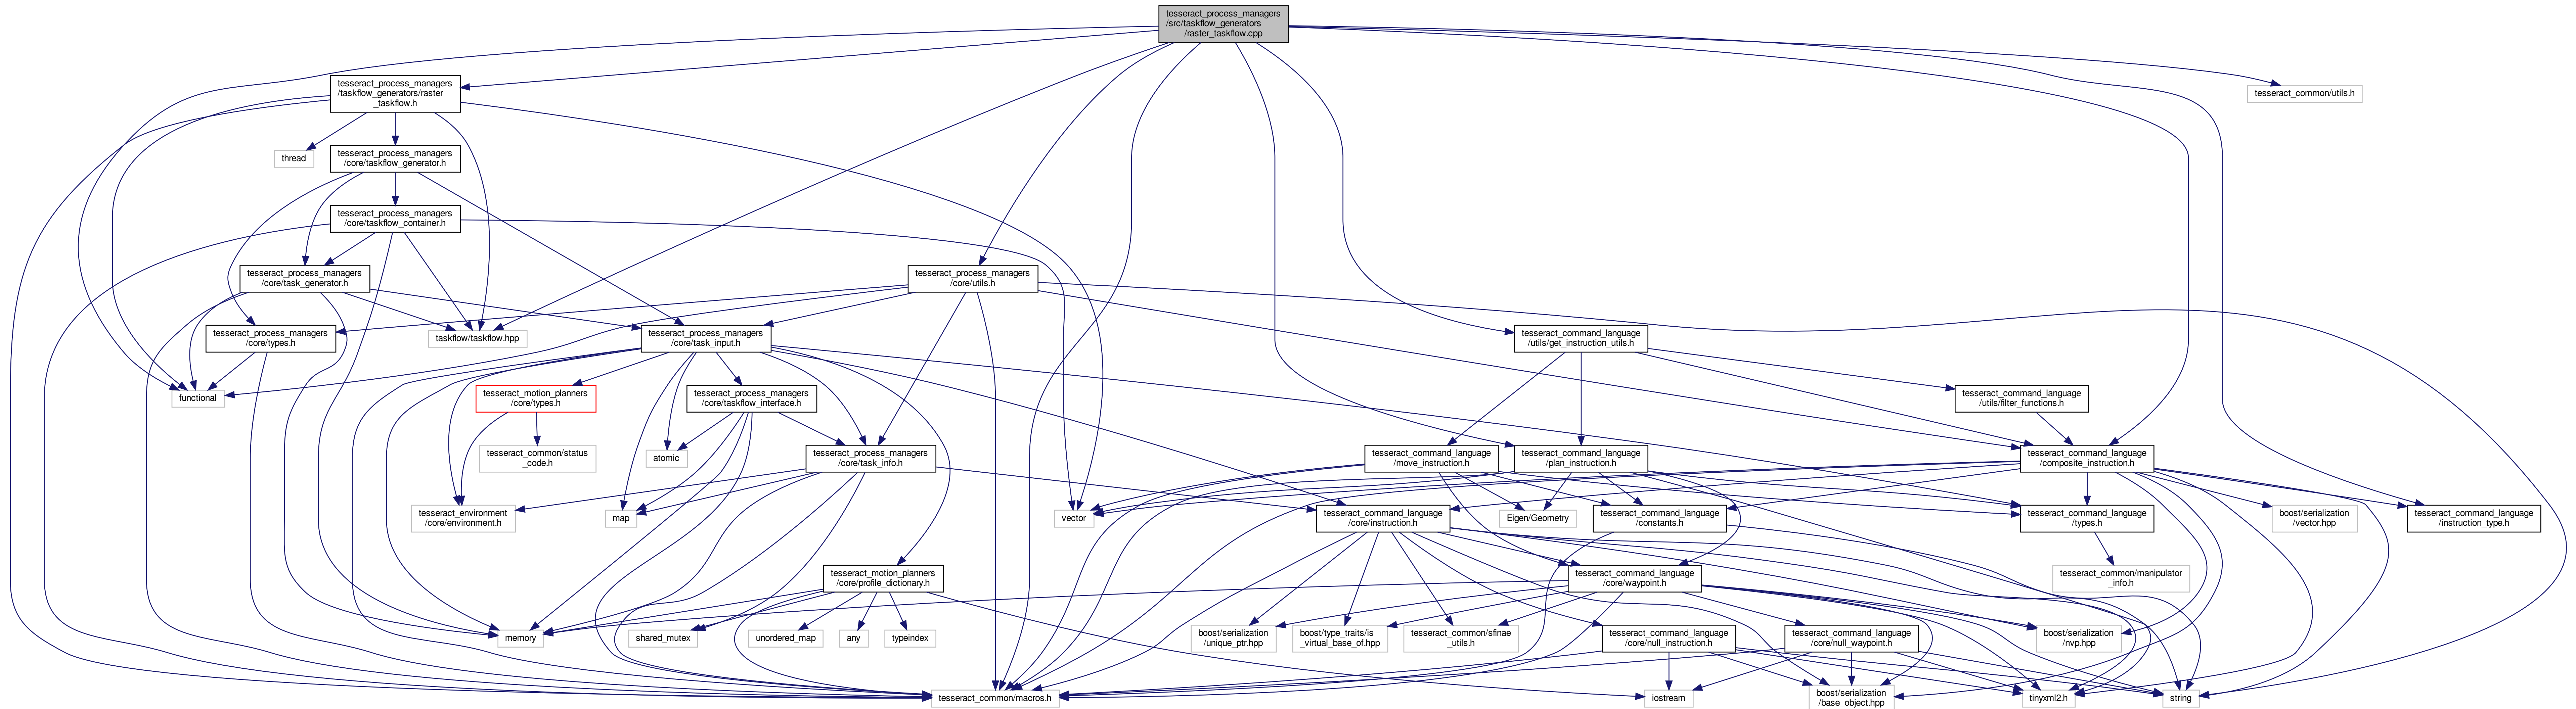 tesseract_process_managers
/src/taskflow_generators
/raster_taskflow.cpp
tesseract_process_managers
/taskflow_generators/raster
_taskflow.h
tesseract_common/utils.h
thread
tesseract_process_managers
/core/taskflow_generator.h
tesseract_process_managers
/core/taskflow_container.h
tesseract_process_managers
/core/task_generator.h
tesseract_process_managers
/core/utils.h
tesseract_process_managers
/core/types.h
taskflow/taskflow.hpp
tesseract_process_managers
/core/task_input.h
tesseract_command_language
/utils/get_instruction_utils.h
functional
tesseract_motion_planners
/core/types.h
tesseract_process_managers
/core/taskflow_interface.h
tesseract_command_language
/utils/filter_functions.h
tesseract_common/status
_code.h
atomic
tesseract_process_managers
/core/task_info.h
tesseract_command_language
/move_instruction.h
tesseract_command_language
/plan_instruction.h
tesseract_command_language
/composite_instruction.h
tesseract_environment
/core/environment.h
map
vector
tesseract_command_language
/core/instruction.h
Eigen/Geometry
tesseract_command_language
/constants.h
tesseract_command_language
/types.h
boost/serialization
/vector.hpp
tesseract_command_language
/instruction_type.h
tesseract_motion_planners
/core/profile_dictionary.h
tesseract_command_language
/core/waypoint.h
tesseract_common/manipulator
_info.h
memory
shared_mutex
unordered_map
any
typeindex
boost/serialization
/unique_ptr.hpp
boost/type_traits/is
_virtual_base_of.hpp
tesseract_common/sfinae
_utils.h
tesseract_command_language
/core/null_instruction.h
tesseract_command_language
/core/null_waypoint.h
boost/serialization
/nvp.hpp
tesseract_common/macros.h
iostream
boost/serialization
/base_object.hpp
tinyxml2.h
string